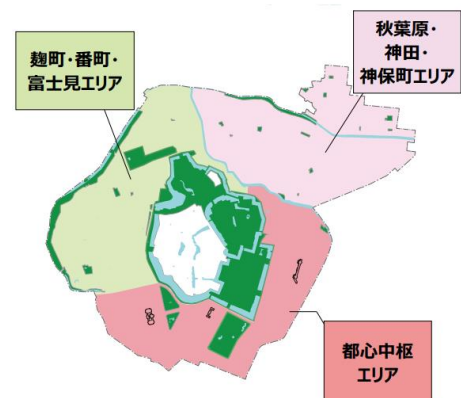 麹町・番町・
富士見エリア
秋葉原・
神田・
神保町エリア
都心中枢
エリア